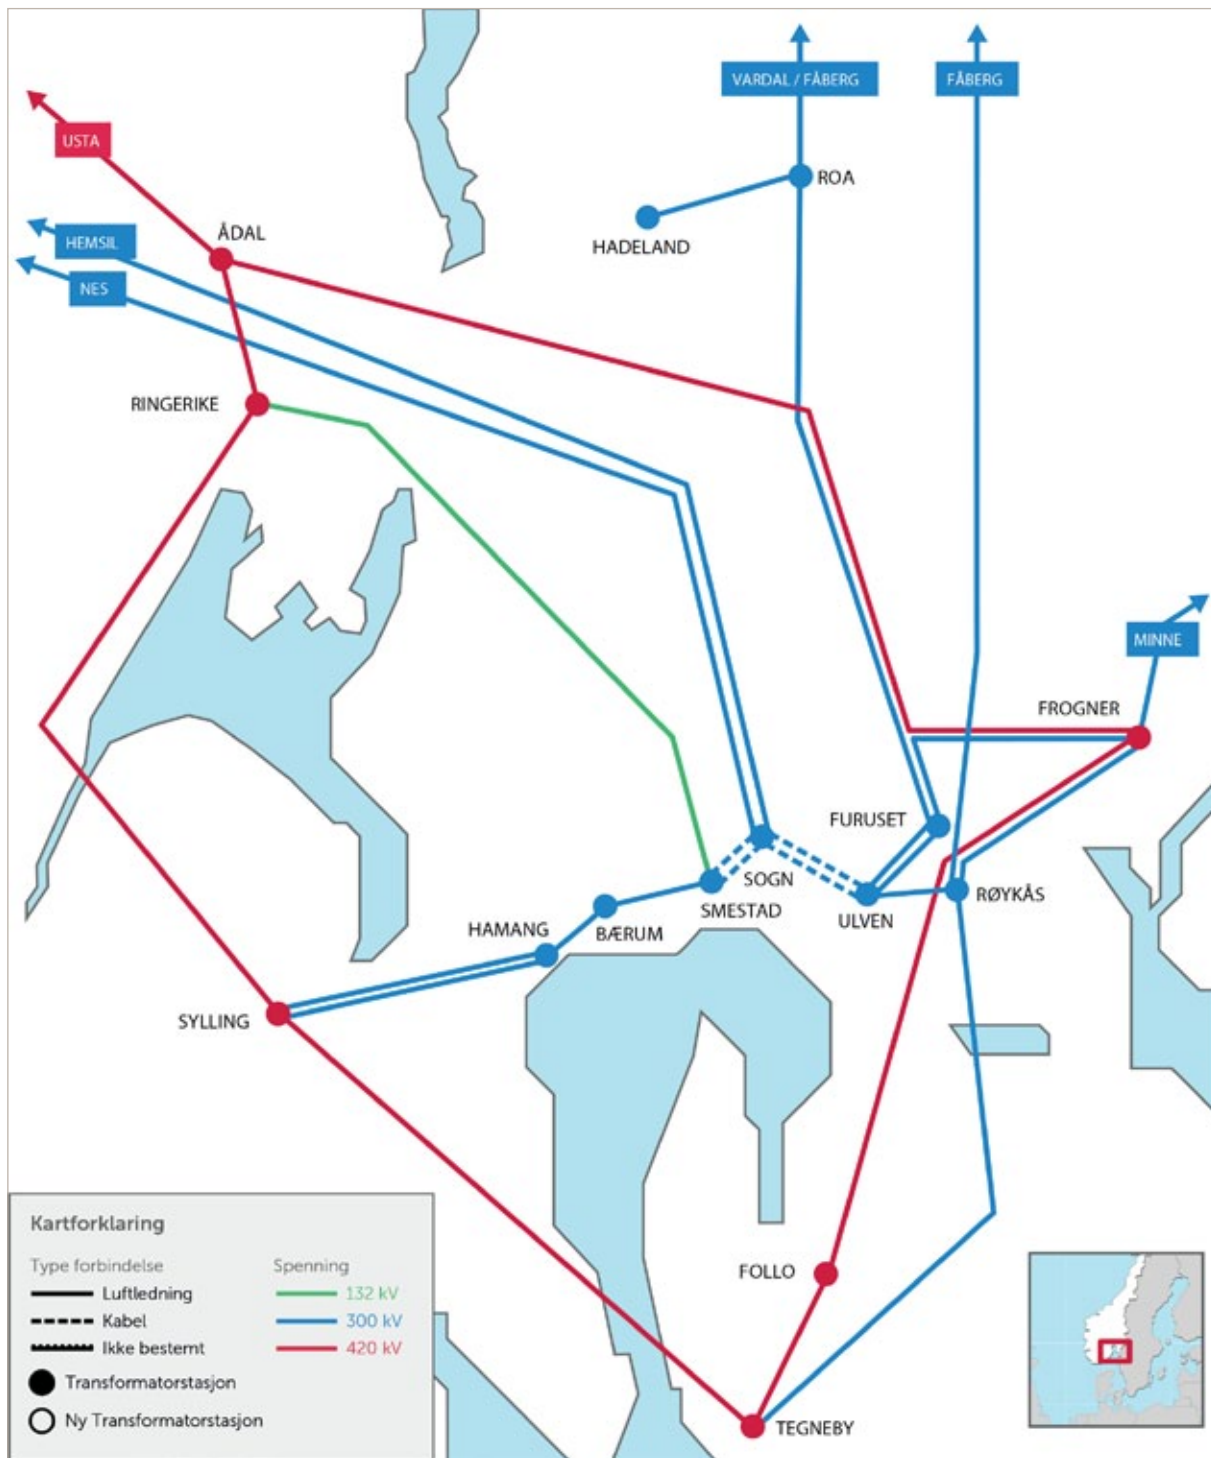 VARDAL / FÅBERG
FÅBERG
USTA
ROA
ÅDAL
HEMSIL
HADELAND
NES
RINGERIKE
MINNE
FROGNER
FURUSET
SOGN
RØYKÅS
SMESTAD
ULVEN
HAMANG
BÆRUM
SYLLING
FOLLO
TEGNEBY
Kartforklaring
Type forbindelse
Luftledning
Kabel
Ikke bestemt
Transformatorstasjon
Ny Transformatorstasjon
Spenning
132 kV
300 kV
420 kV